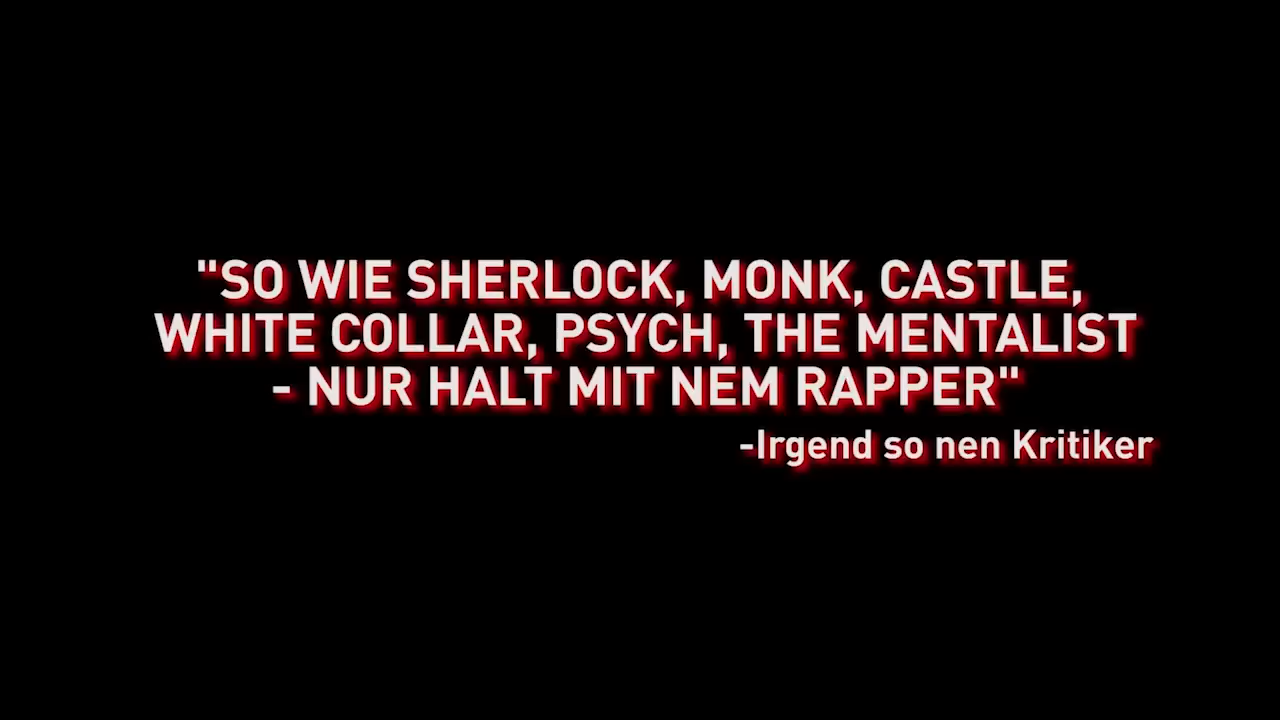 "SO WIE SHERLOCK, MONK, CASTLE,
WHITE COLLAR, PSYCH, THE MENTALIST
- NUR HALT MIT NEM RAPPER"
-Irgend so nen Kritiker